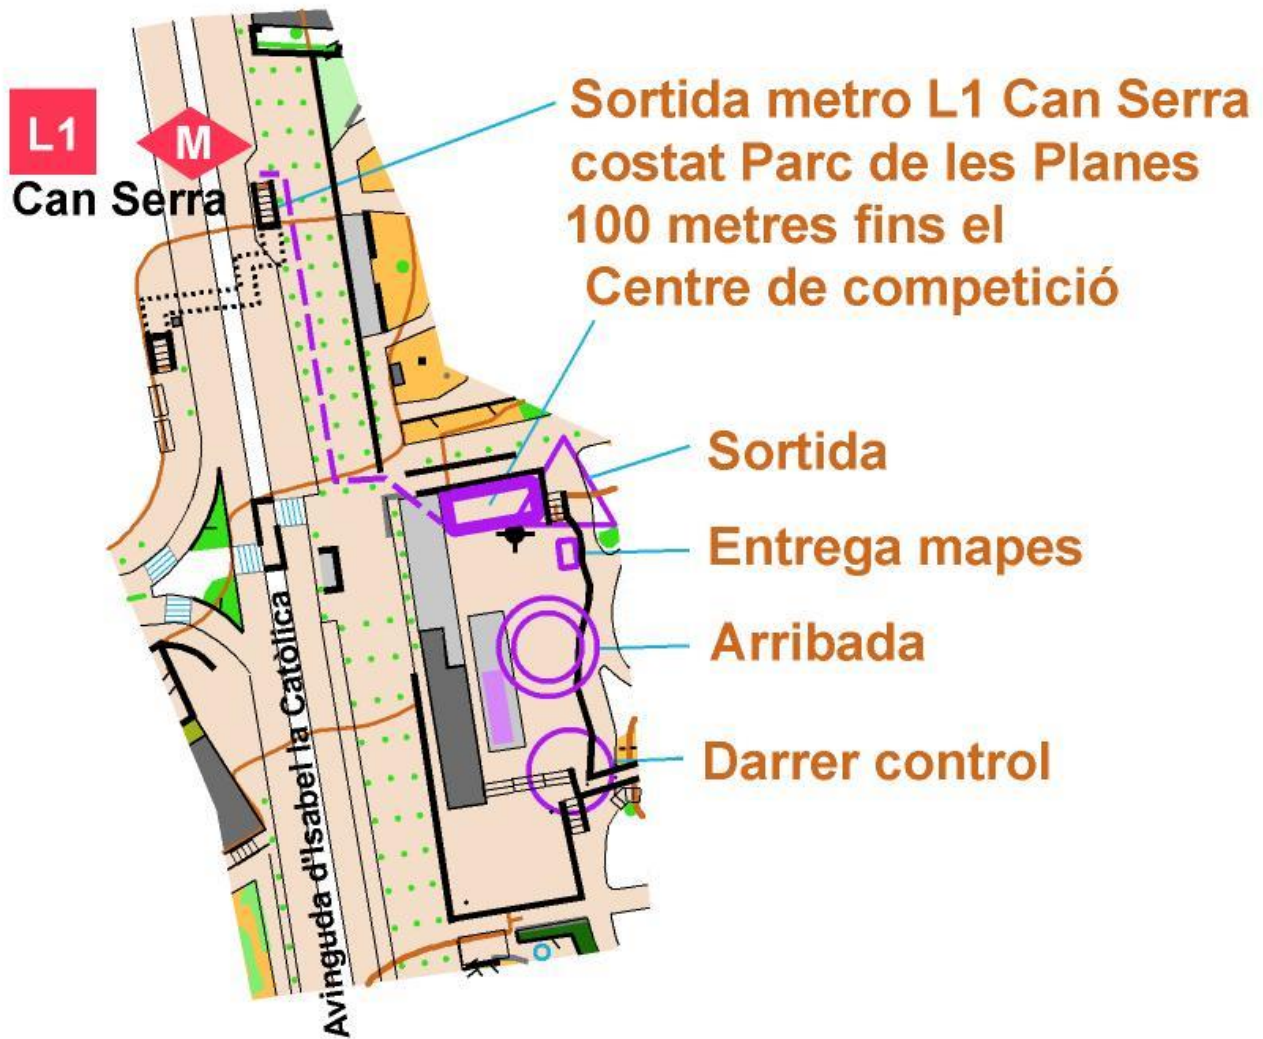 L1
M
Can Serra
Sortida metro L1 Can Serra
costat Parc de les Planes
100 metres fins el
Centre de competició
Sortida
Entrega mapes
Arribada
Darrer control
Avinguda d'Isabel la Catòlica